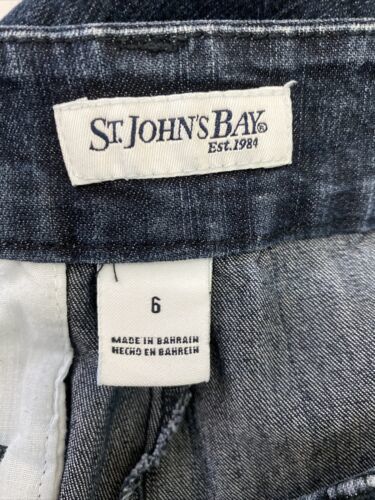 ST. JOHN'S BAY®
EST. 1984
6
MADE IN BAHRAIN
HECHO EN BAHREIN